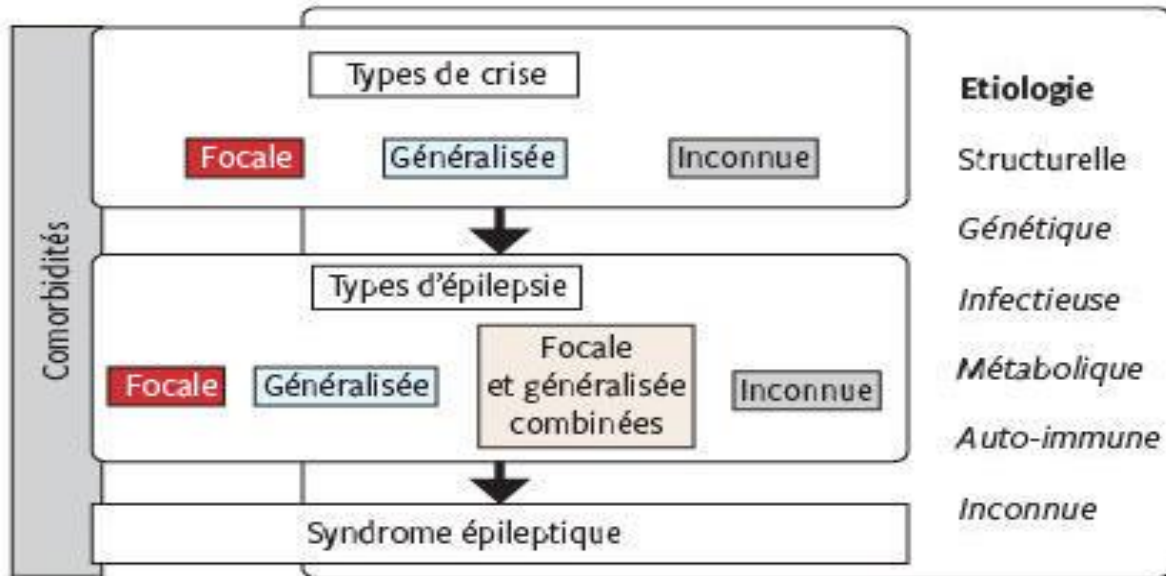 Comorbidités
Types de crise
Focale
Généralisée
Inconnue
Types d'épilepsie
Focale
Généralisée
Focale
et généralisée
combinées
Inconnue
Syndrome épileptique
Etiologie
Structurelle
Génétique
Infectieuse
Métabolique
Auto-immune
Inconnue